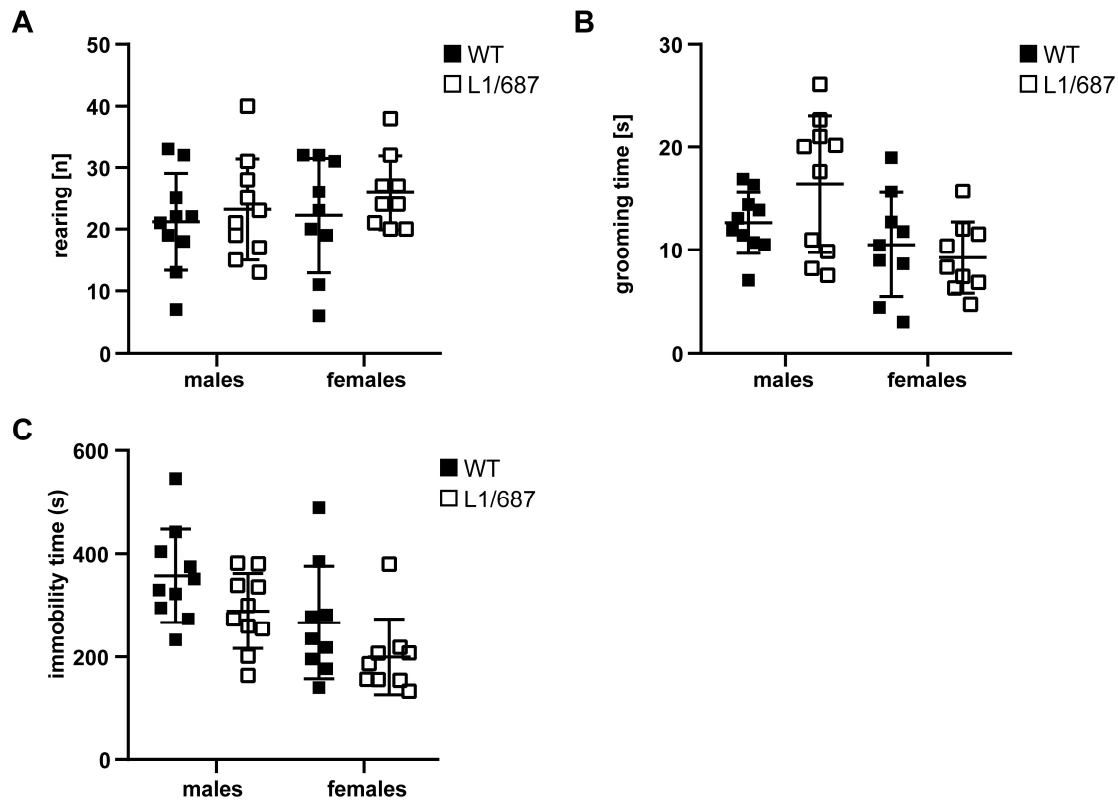 A
rearing [n]
50
40
30
20
10
0
males
females
WT
L1/687
B
grooming time [s]
30
20
10
0
males
females
WT
L1/687
C
immobility time (s)
600
400
200
0
males
females
WT
L1/687